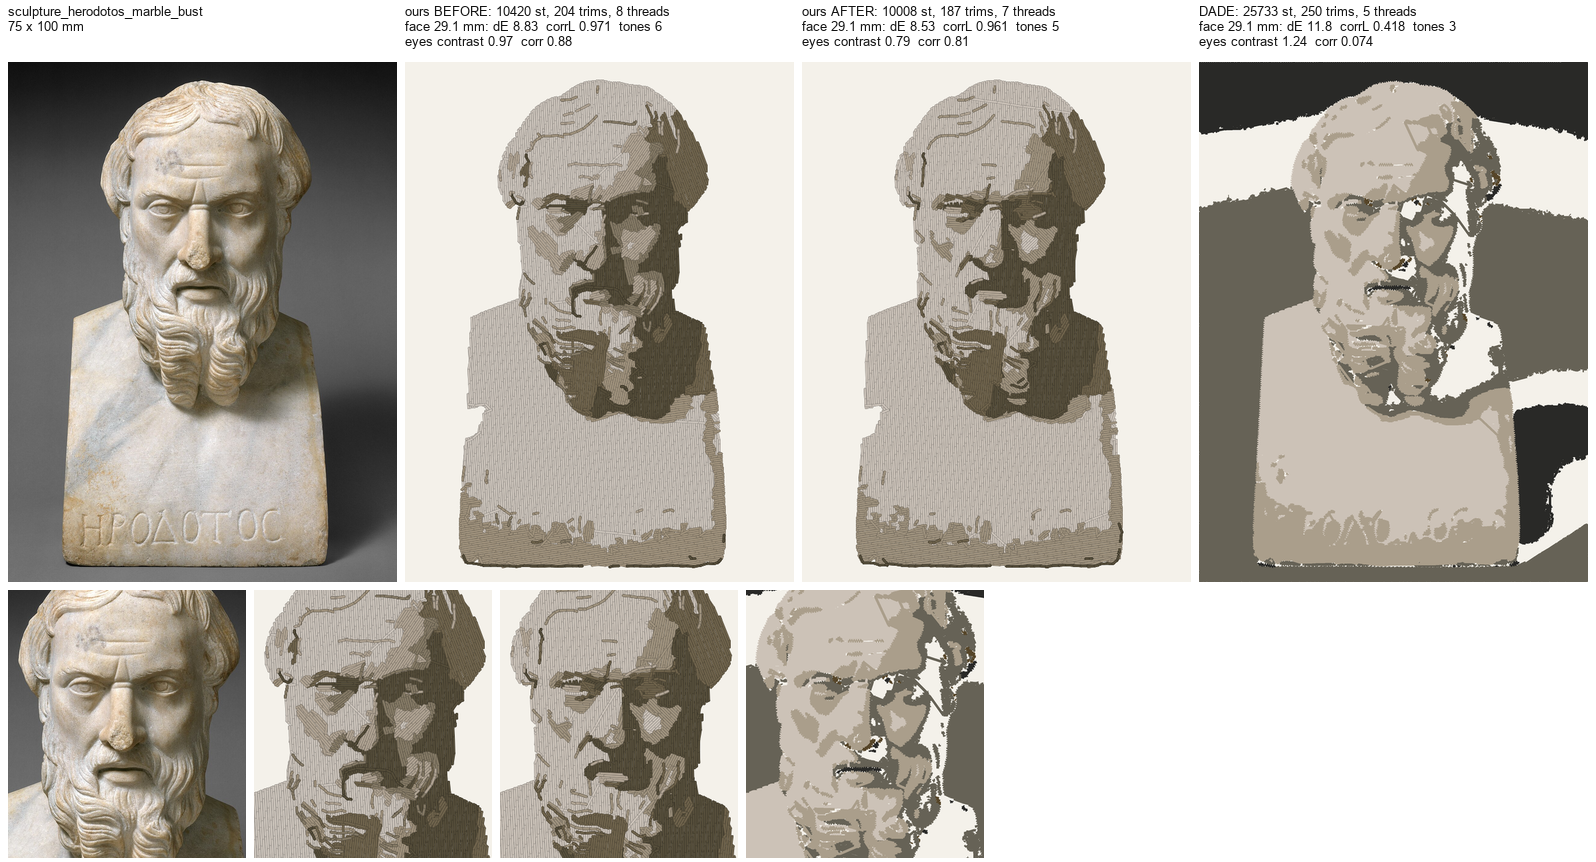 sculpture_herodotos_marble_bust
75 x 100 mm
ours BEFORE: 10420 st, 204 trims, 8 threads
face 29.1 mm: dE 8.83  corrL 0.971  tones 6
eyes contrast 0.97  corr 0.88
ours AFTER: 10008 st, 187 trims, 7 threads
face 29.1 mm: dE 8.53  corrL 0.961  tones 5
eyes contrast 0.79  corr 0.81
DADE: 25733 st, 250 trims, 5 threads
face 29.1 mm: dE 11.8  corrL 0.418  tones 3
eyes contrast 1.24  corr 0.074
ΗΡΟΔΟΤΟC